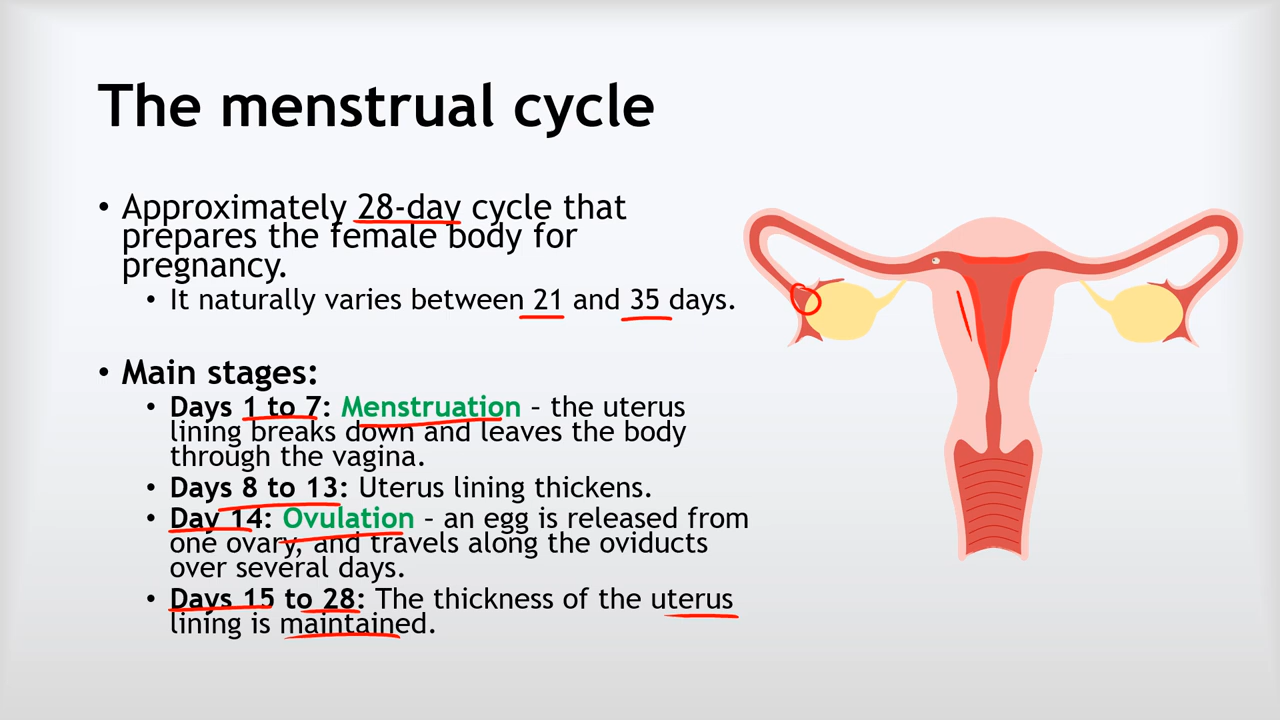 The menstrual cycle
• Approximately 28-day cycle that
prepares the female body for
pregnancy.
• It naturally varies between 21 and 35 days.
• Main stages:
• Days 1 to 7: Menstruation – the uterus
lining breaks down and leaves the body
through the vagina.
• Days 8 to 13: Uterus lining thickens.
• Day 14: Ovulation – an egg is released from
one ovary, and travels along the oviducts
over several days.
• Days 15 to 28: The thickness of the uterus
lining is maintained.